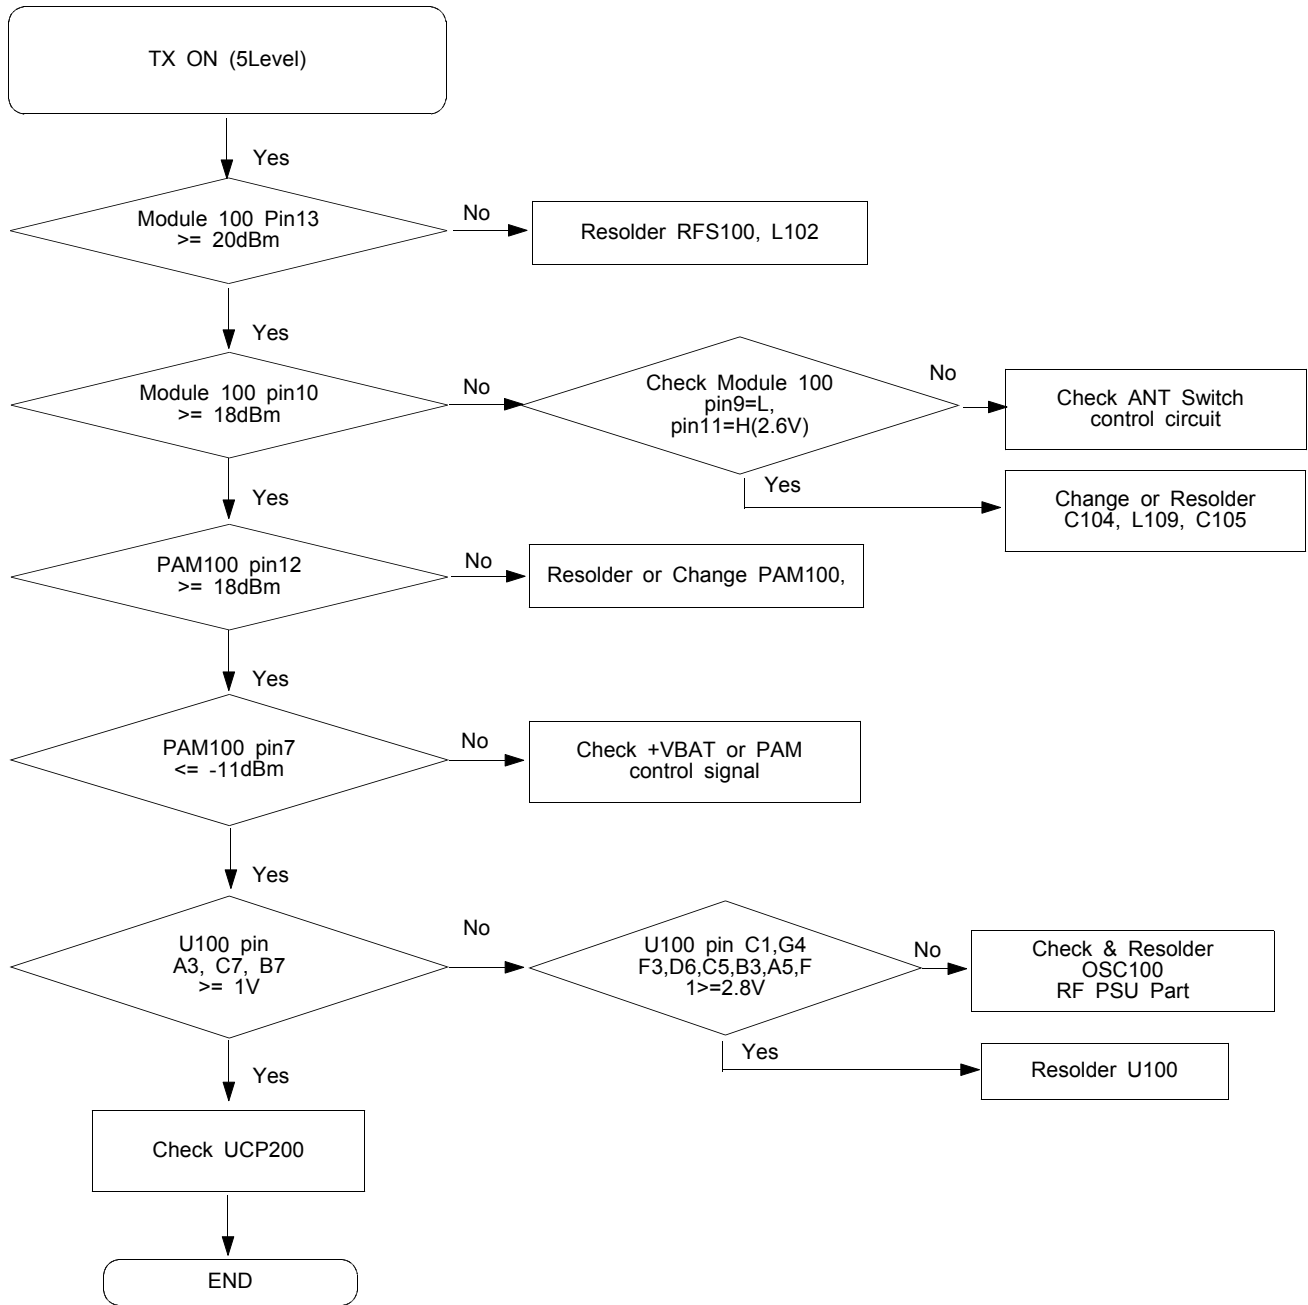 TX ON (5Level)
Yes
Module 100 Pin13
>= 20dBm
No
Resolder RFS100, L102
Yes
Module 100 pin10
>= 18dBm
No
Check Module 100
pin9=L,
pin11=H(2.6V)
No
Check ANT Switch
control circuit
Yes
Change or Resolder
C104, L109, C105
Yes
PAM100 pin12
>= 18dBm
No
Resolder or Change PAM100,
Yes
PAM100 pin7
<= -11dBm
No
Check +VBAT or PAM
control signal
Yes
U100 pin
A3, C7, B7
>= 1V
No
U100 pin C1,G4
F3,D6,C5,B3,A5,F
1>=2.8V
No
Check & Resolder
OSC100
RF PSU Part
Yes
Resolder U100
Yes
Check UCP200
END